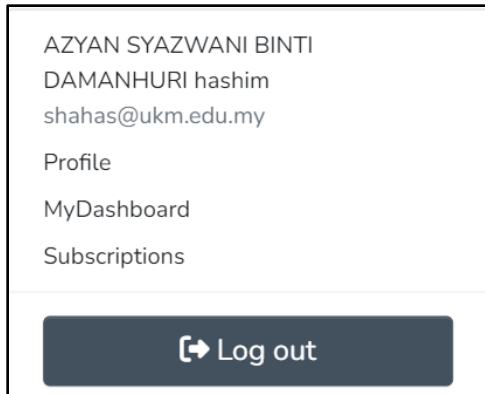 AZYAN SYAZWANI BINTI
DAMANHURI hashim
shahas@ukm.edu.my
Profile
MyDashboard
Subscriptions
Log out